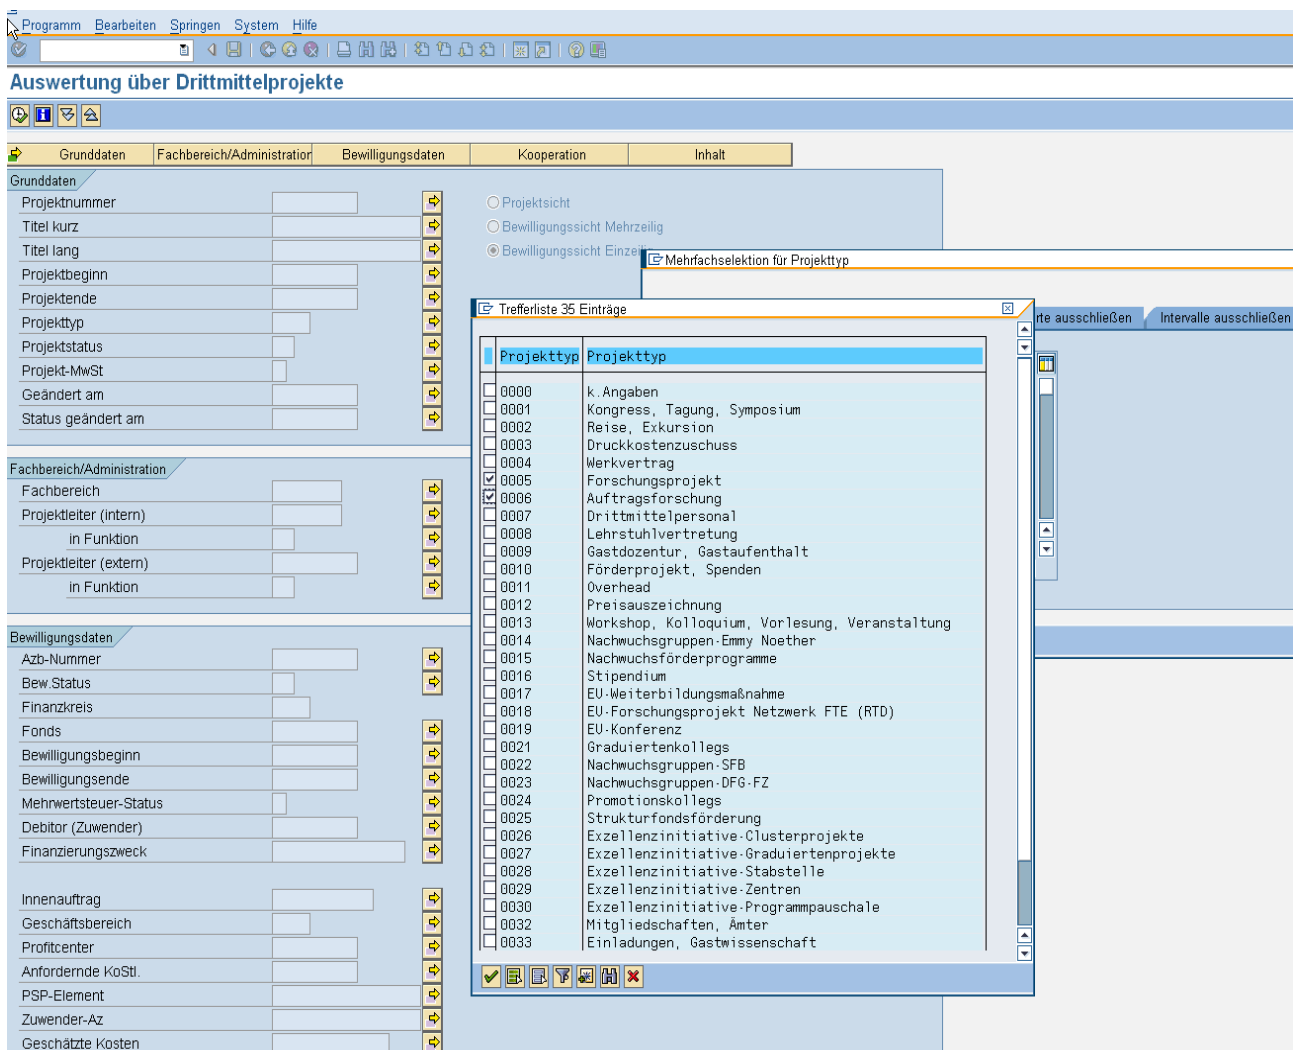 Programm Bearbeiten Springen System Hilfe
Auswertung über Drittmittelprojekte
Grunddaten Fachbereich/Administration Bewilligungsdaten Kooperation Inhalt
Grunddaten
Projektnummer
Projektsicht
Titel kurz
Bewilligungssicht Mehrzeilig
Titel lang
Bewilligungssicht Einzeilig
Projektbeginn
Projektende
Projekttyp
Projektstatus
Projekt-MwSt
Geändert am
Status geändert am
Fachbereich/Administration
Fachbereich
Projektleiter (intern)
in Funktion
Projektleiter (extern)
in Funktion
Bewilligungsdaten
Azb-Nummer
Bew.Status
Finanzkreis
Fonds
Bewilligungsbeginn
Bewilligungsende
Mehrwertsteuer-Status
Debitor (Zuwender)
Finanzierungszweck
Innenauftrag
Geschäftsbereich
Profitcenter
Anfordernde KoStl.
PSP-Element
Zuwender-Az
Geschätzte Kosten
Mehrfachselektion für Projekttyp
rte ausschließen Intervalle ausschließen
Trefferliste 35 Einträge
Projekttyp Projekttyp
0000 k.Angaben
0001 Kongress, Tagung, Symposium
0002 Reise, Exkursion
0003 Druckkostenzuschuss
0004 Werkvertrag
0005 Forschungsprojekt
0006 Auftragsforschung
0007 Drittmittelpersonal
0008 Lehrstuhlvertretung
0009 Gastdozentur, Gastaufenthalt
0010 Förderprojekt, Spenden
0011 Overhead
0012 Preisauszeichnung
0013 Workshop, Kolloquium, Vorlesung, Veranstaltung
0014 Nachwuchsgruppen-Emmy Noether
0015 Nachwuchsförderprogramme
0016 Stipendium
0017 EU-Weiterbildungsmaßnahme
0018 EU-Forschungsprojekt Netzwerk FTE (RTD)
0019 EU-Konferenz
0021 Graduiertenkollegs
0022 Nachwuchsgruppen-SFB
0023 Nachwuchsgruppen-DFG-FZ
0024 Promotionskollegs
0025 Strukturfondsförderung
0026 Exzellenzinitiative-Clusterprojekte
0027 Exzellenzinitiative-Graduiertenprojekte
0028 Exzellenzinitiative-Stabstelle
0029 Exzellenzinitiative-Zentren
0030 Exzellenzinitiative-Programmpauschale
0032 Mitgliedschaften, Ämter
0033 Einladungen, Gastwissenschaft